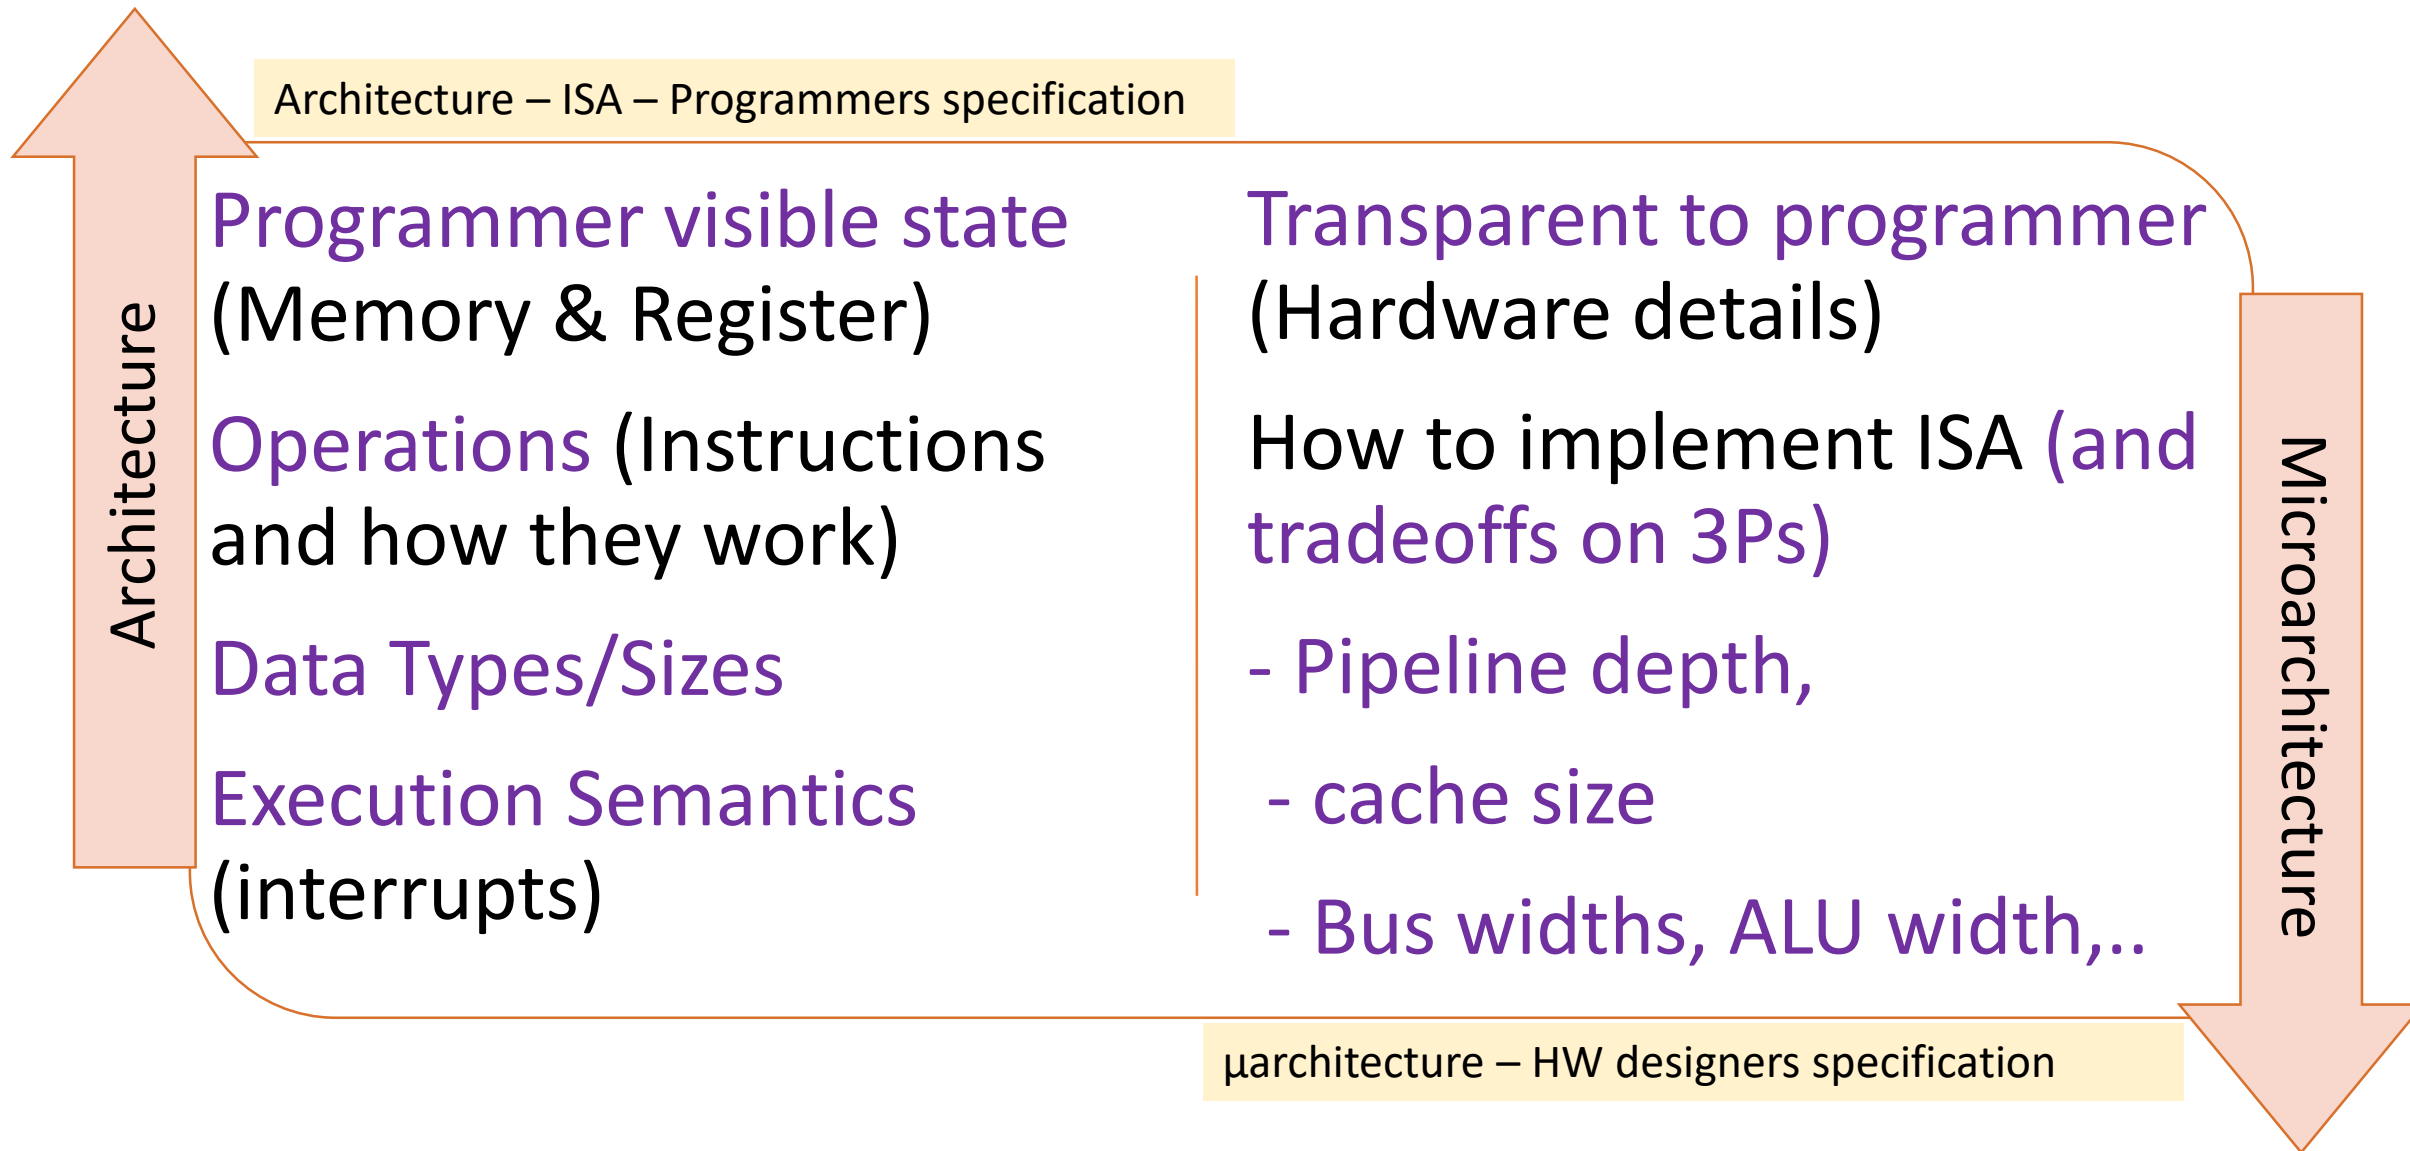 Architecture – ISA – Programmers specification
Architecture
Programmer visible state
(Memory & Register)
Operations (Instructions
and how they work)
Data Types/Sizes
Execution Semantics
(interrupts)
Transparent to programmer
(Hardware details)
How to implement ISA (and
tradeoffs on 3Ps)
- Pipeline depth,
- cache size
- Bus widths, ALU width,..
Microarchitecture
µarchitecture – HW designers specification